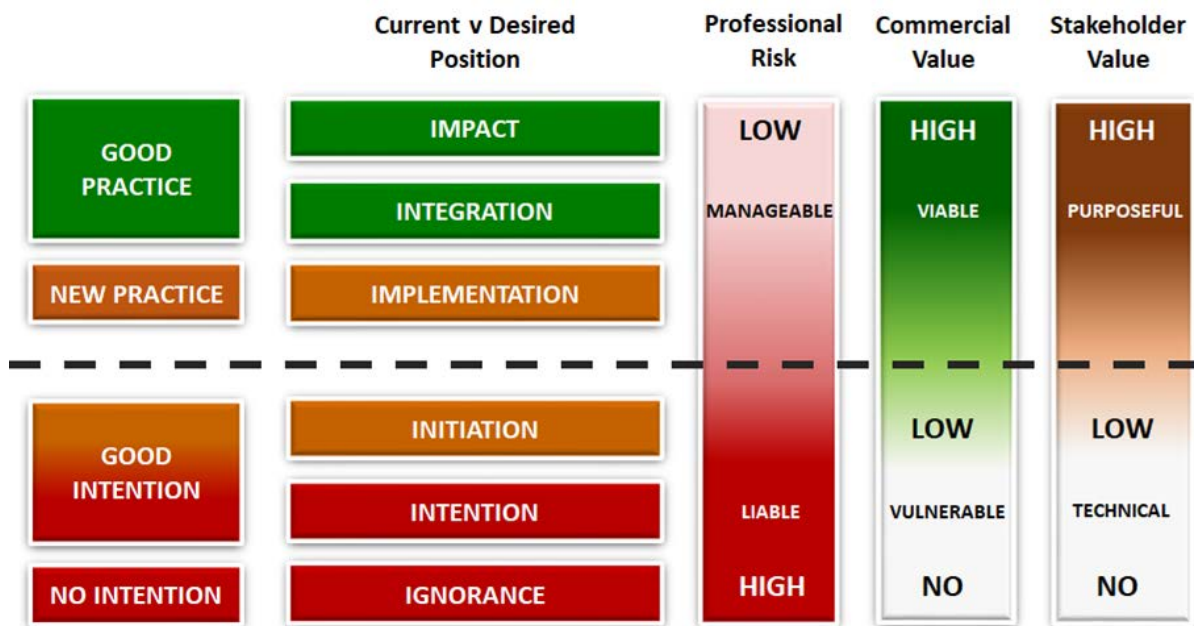 Current v Desired
Position
Professional
Risk
Commercial
Value
Stakeholder
Value
GOOD
PRACTICE
IMPACT
LOW
HIGH
HIGH
INTEGRATION
MANAGEABLE
VIABLE
PURPOSEFUL
NEW PRACTICE
IMPLEMENTATION
GOOD
INTENTION
INITIATION
LOW
LOW
INTENTION
LIABLE
VULNERABLE
TECHNICAL
NO INTENTION
IGNORANCE
HIGH
NO
NO